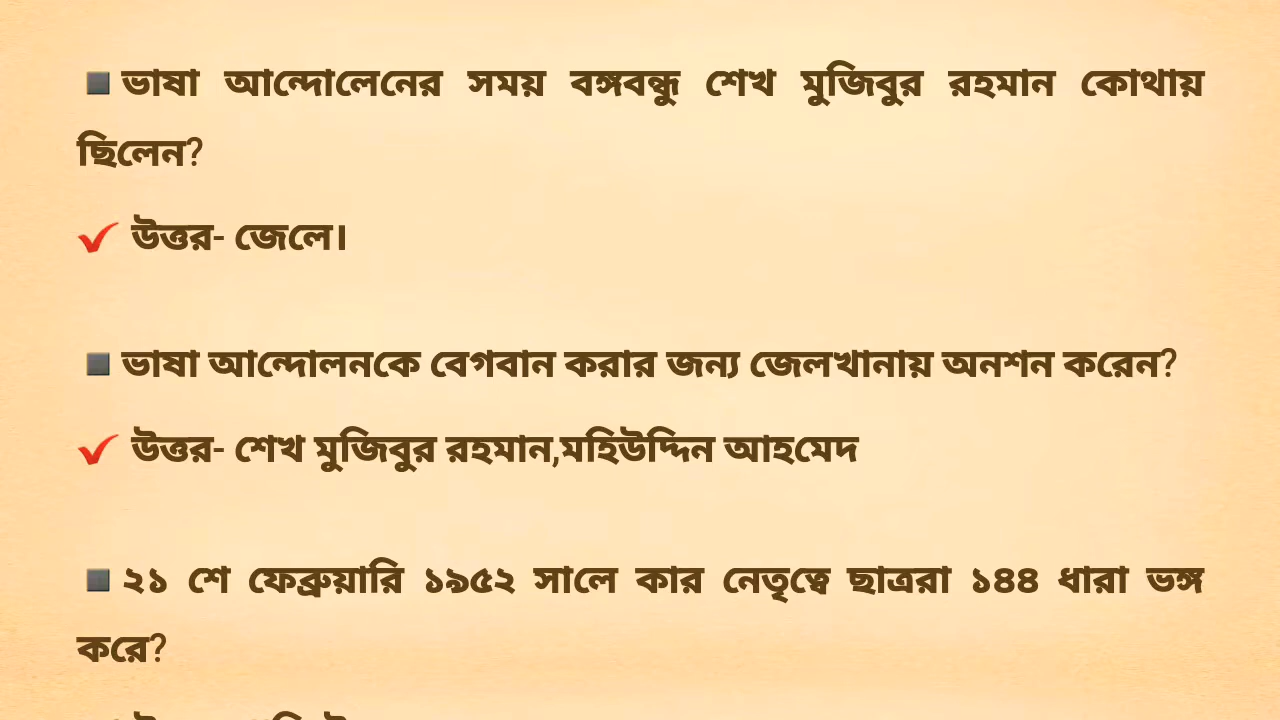 ◾ভাষা আন্দোলেনের সময় বঙ্গবন্ধু শেখ মুজিবুর রহমান কোথায়
ছিলেন?
✔ উত্তর- জেলে।
◾ভাষা আন্দোলনকে বেগবান করার জন্য জেলখানায় অনশন করেন?
✔ উত্তর- শেখ মুজিবুর রহমান,মহিউদ্দিন আহমেদ
◾২১ শে ফেব্রুয়ারি ১৯৫২ সালে কার নেতৃত্বে ছাত্ররা ১৪৪ ধারা ভঙ্গ
করে?